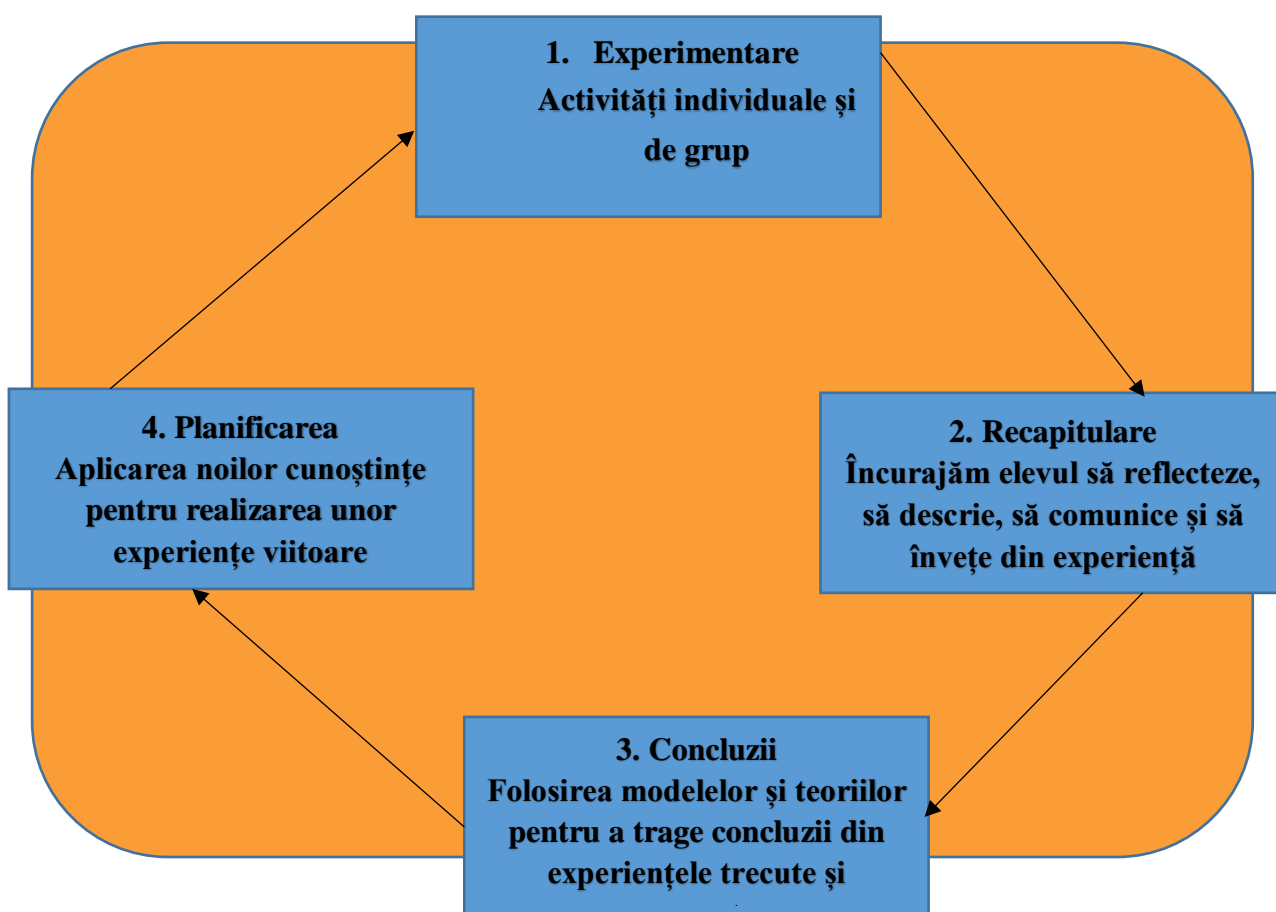 1. Experimentare
Activități individuale și
de grup
2. Recapitulare
Încurajăm elevul să reflecteze,
să descrie, să comunice și să
învețe din experiență
3. Concluzii
Folosirea modelelor și teoriilor
pentru a trage concluzii din
experiențele trecute și
4. Planificarea
Aplicarea noilor cunoștințe
pentru realizarea unor
experiențe viitoare